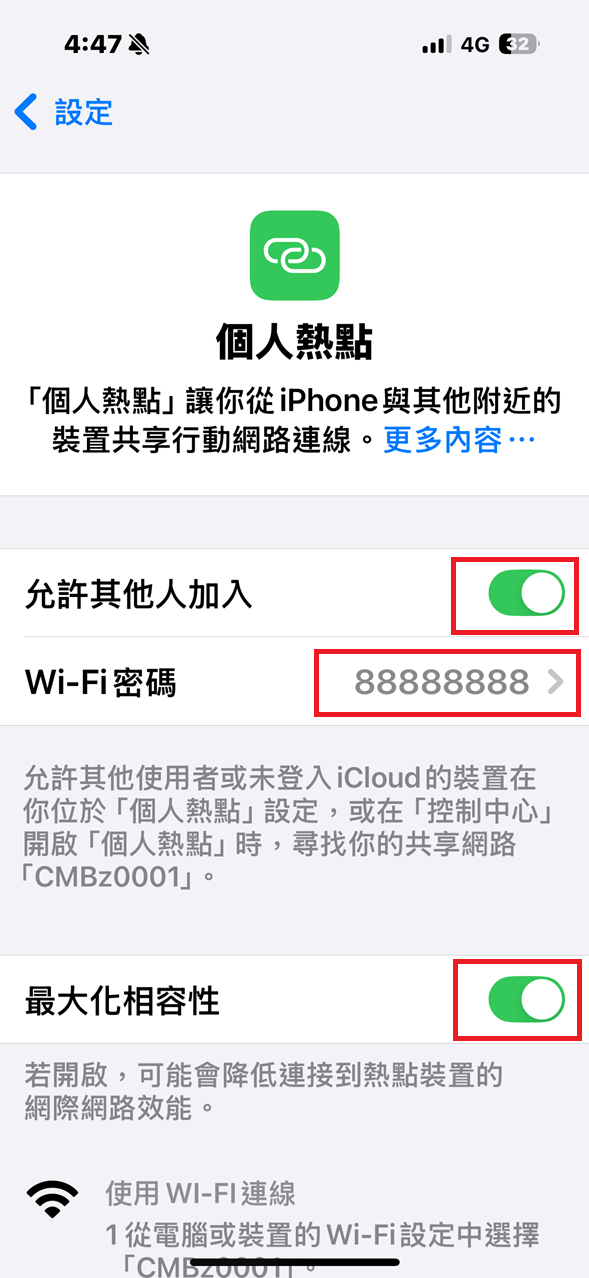 4:47 4G 32
設定
個人熱點
「個人熱點」讓你從 iPhone 與其他附近的
裝置共享行動網路連線。更多內容⋯
允許其他人加入
Wi-Fi 密碼 88888888
允許其他使用者或未登入 iCloud 的裝置在
你位於「個人熱點」設定，或在「控制中心」
開啟「個人熱點」時，尋找你的共享網路
「CMBz0001」。
最大化相容性
若開啟，可能會降低連接到熱點裝置的
網際網路效能。
使用 WI-FI 連線
1 從電腦或裝置的 Wi-Fi 設定中選擇
「CMBz0001」。